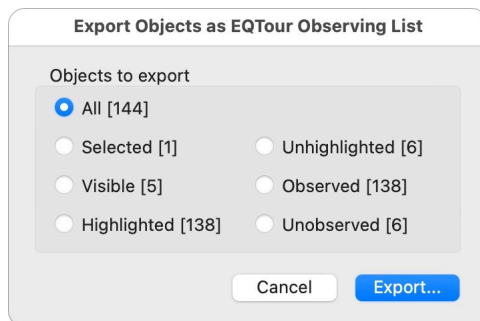 Export Objects as EQTour Observing List
Objects to export
All [144]
Selected [1]
Unhighlighted [6]
Visible [5]
Observed [138]
Highlighted [138]
Unobserved [6]
Cancel
Export...